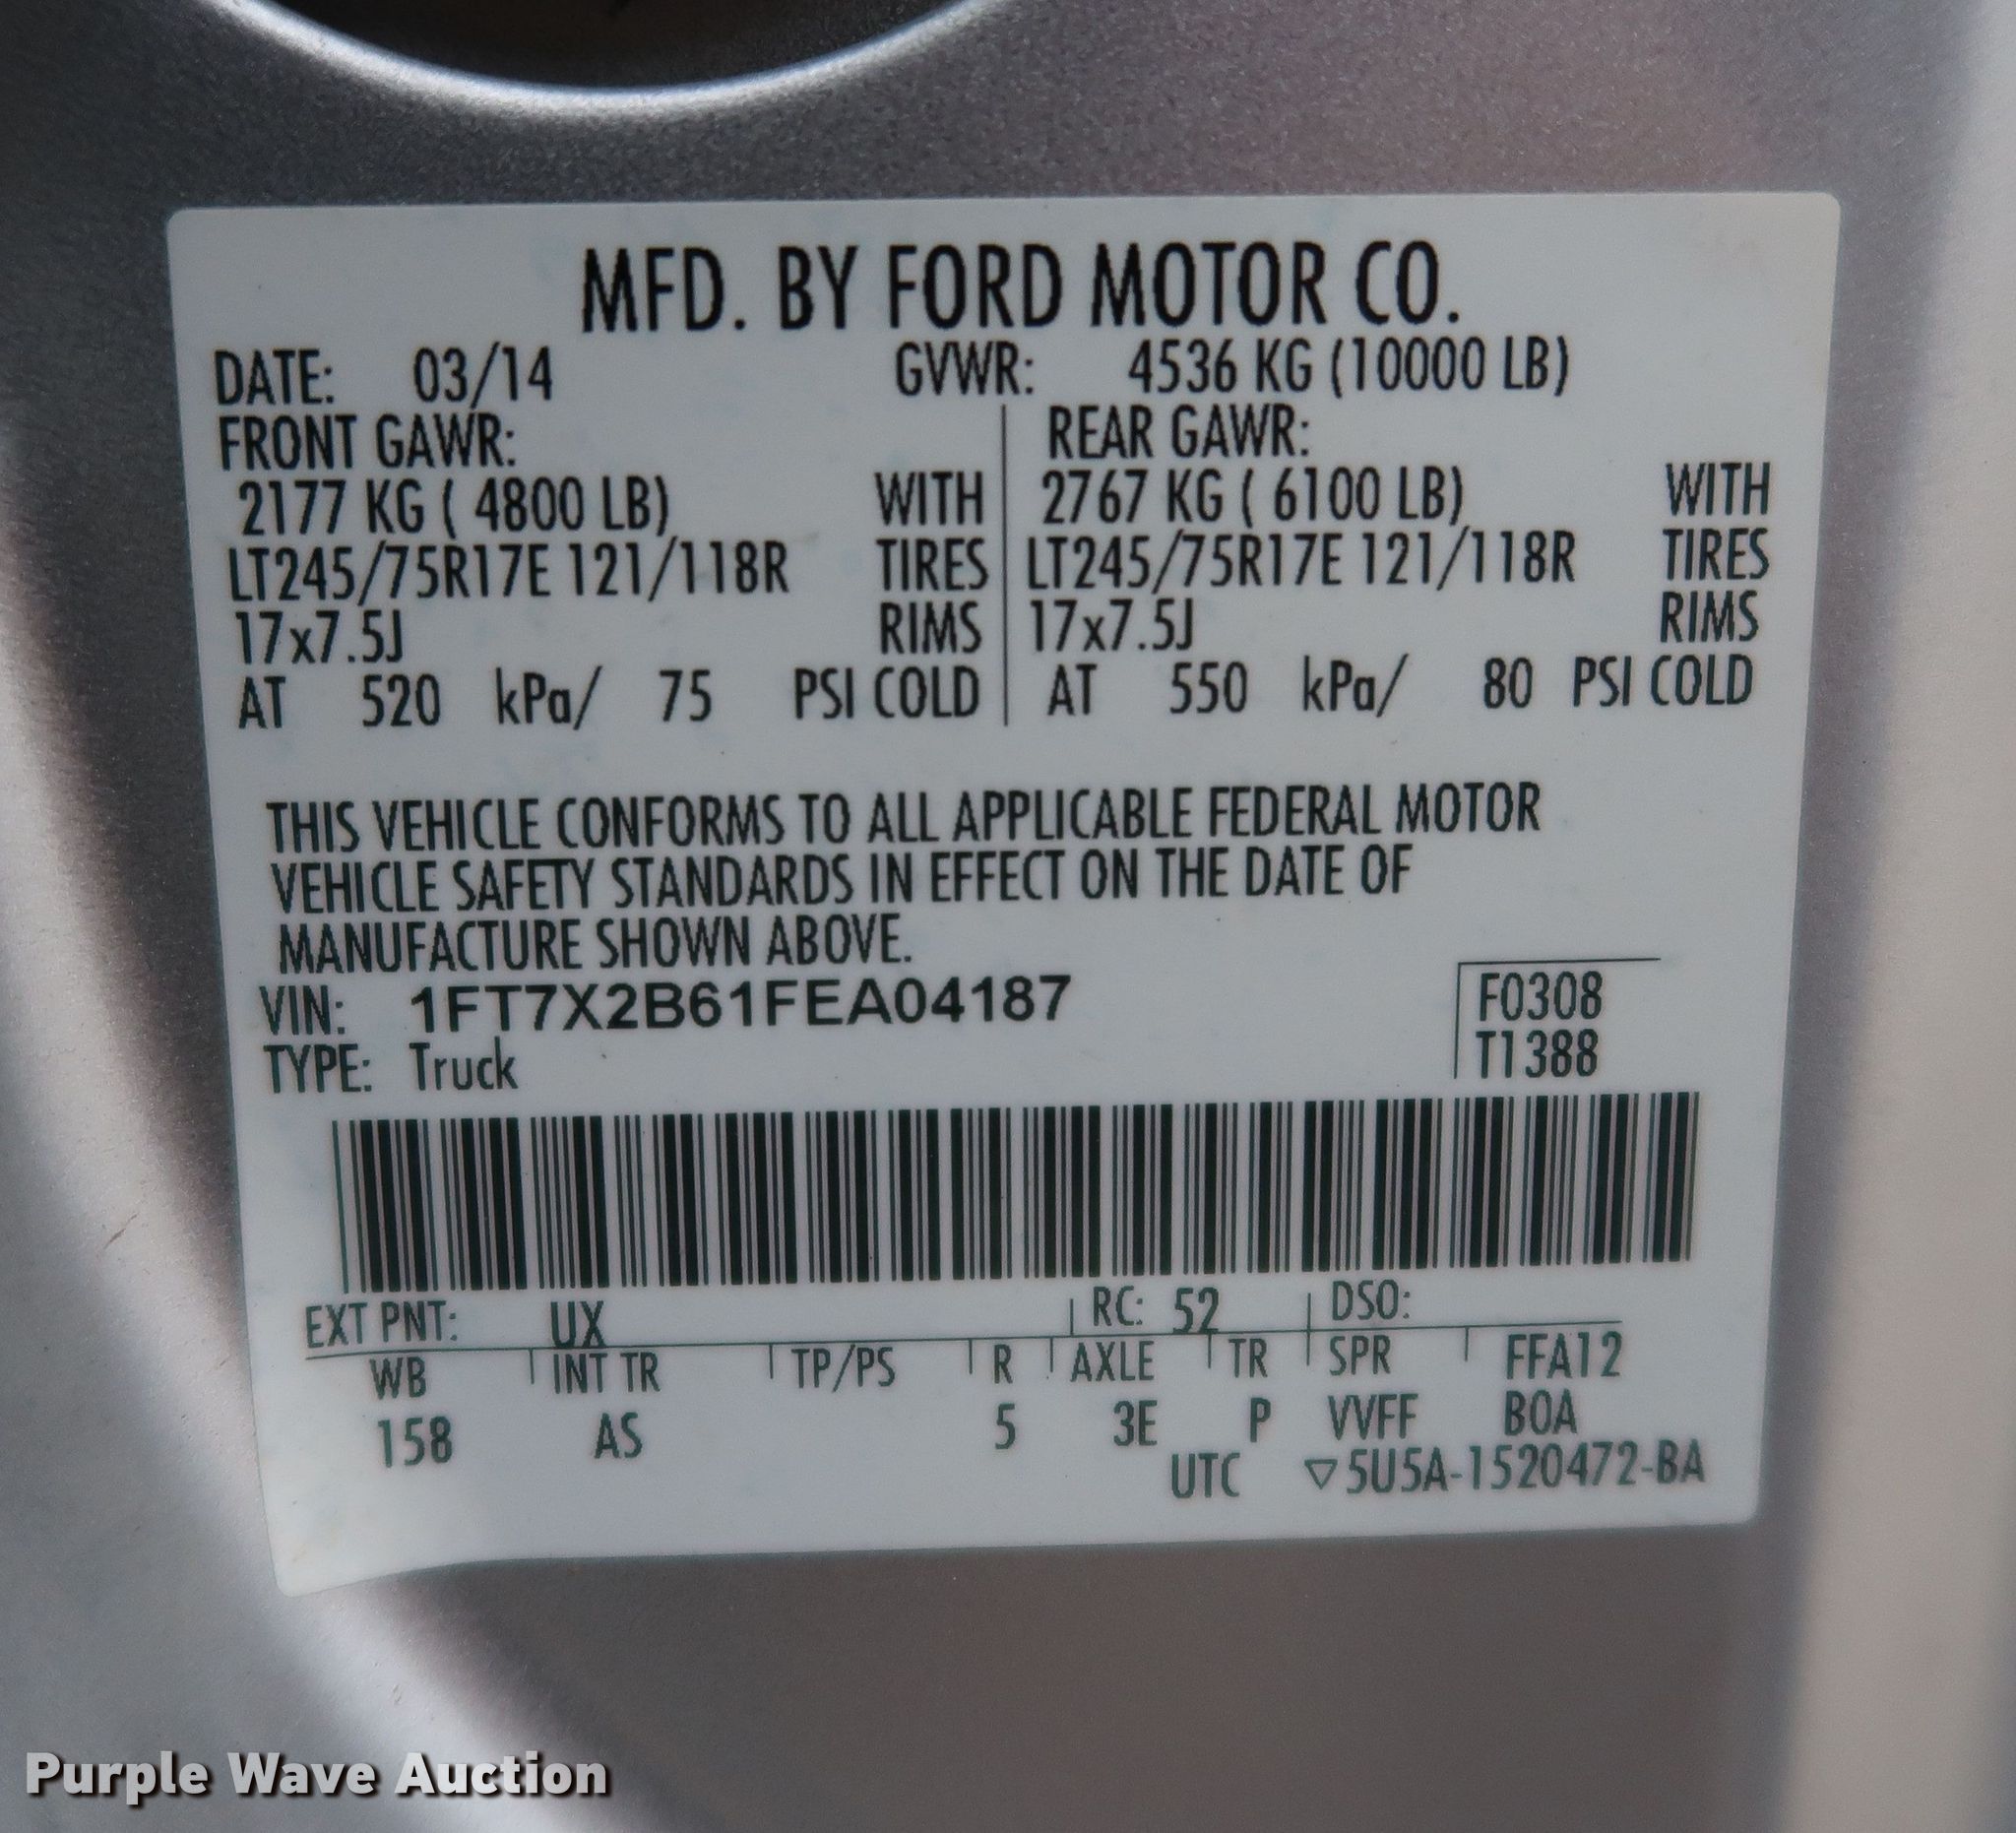 MFD. BY FORD MOTOR CO.
DATE: 03/14 GVWR: 4536 KG (10000 LB)
FRONT GAWR: REAR GAWR:
2177 KG ( 4800 LB) WITH 2767 KG ( 6100 LB) WITH
LT245/75R17E 121/118R TIRES LT245/75R17E 121/118R TIRES
17x7.5J RIMS 17x7.5J RIMS
AT 520 kPa/ 75 PSI COLD AT 550 kPa/ 80 PSI COLD
THIS VEHICLE CONFORMS TO ALL APPLICABLE FEDERAL MOTOR
VEHICLE SAFETY STANDARDS IN EFFECT ON THE DATE OF
MANUFACTURE SHOWN ABOVE.
VIN: 1FT7X2B61FEA04187 F0308
TYPE: Truck T1388
EXT PNT: UX RC: 52 DSO:
WB INT TR TP/PS R AXLE TR SPR FFA12
158 AS 5 3E P VVFF BOA
UTC ▽5U5A-1520472-BA
Purple Wave Auction